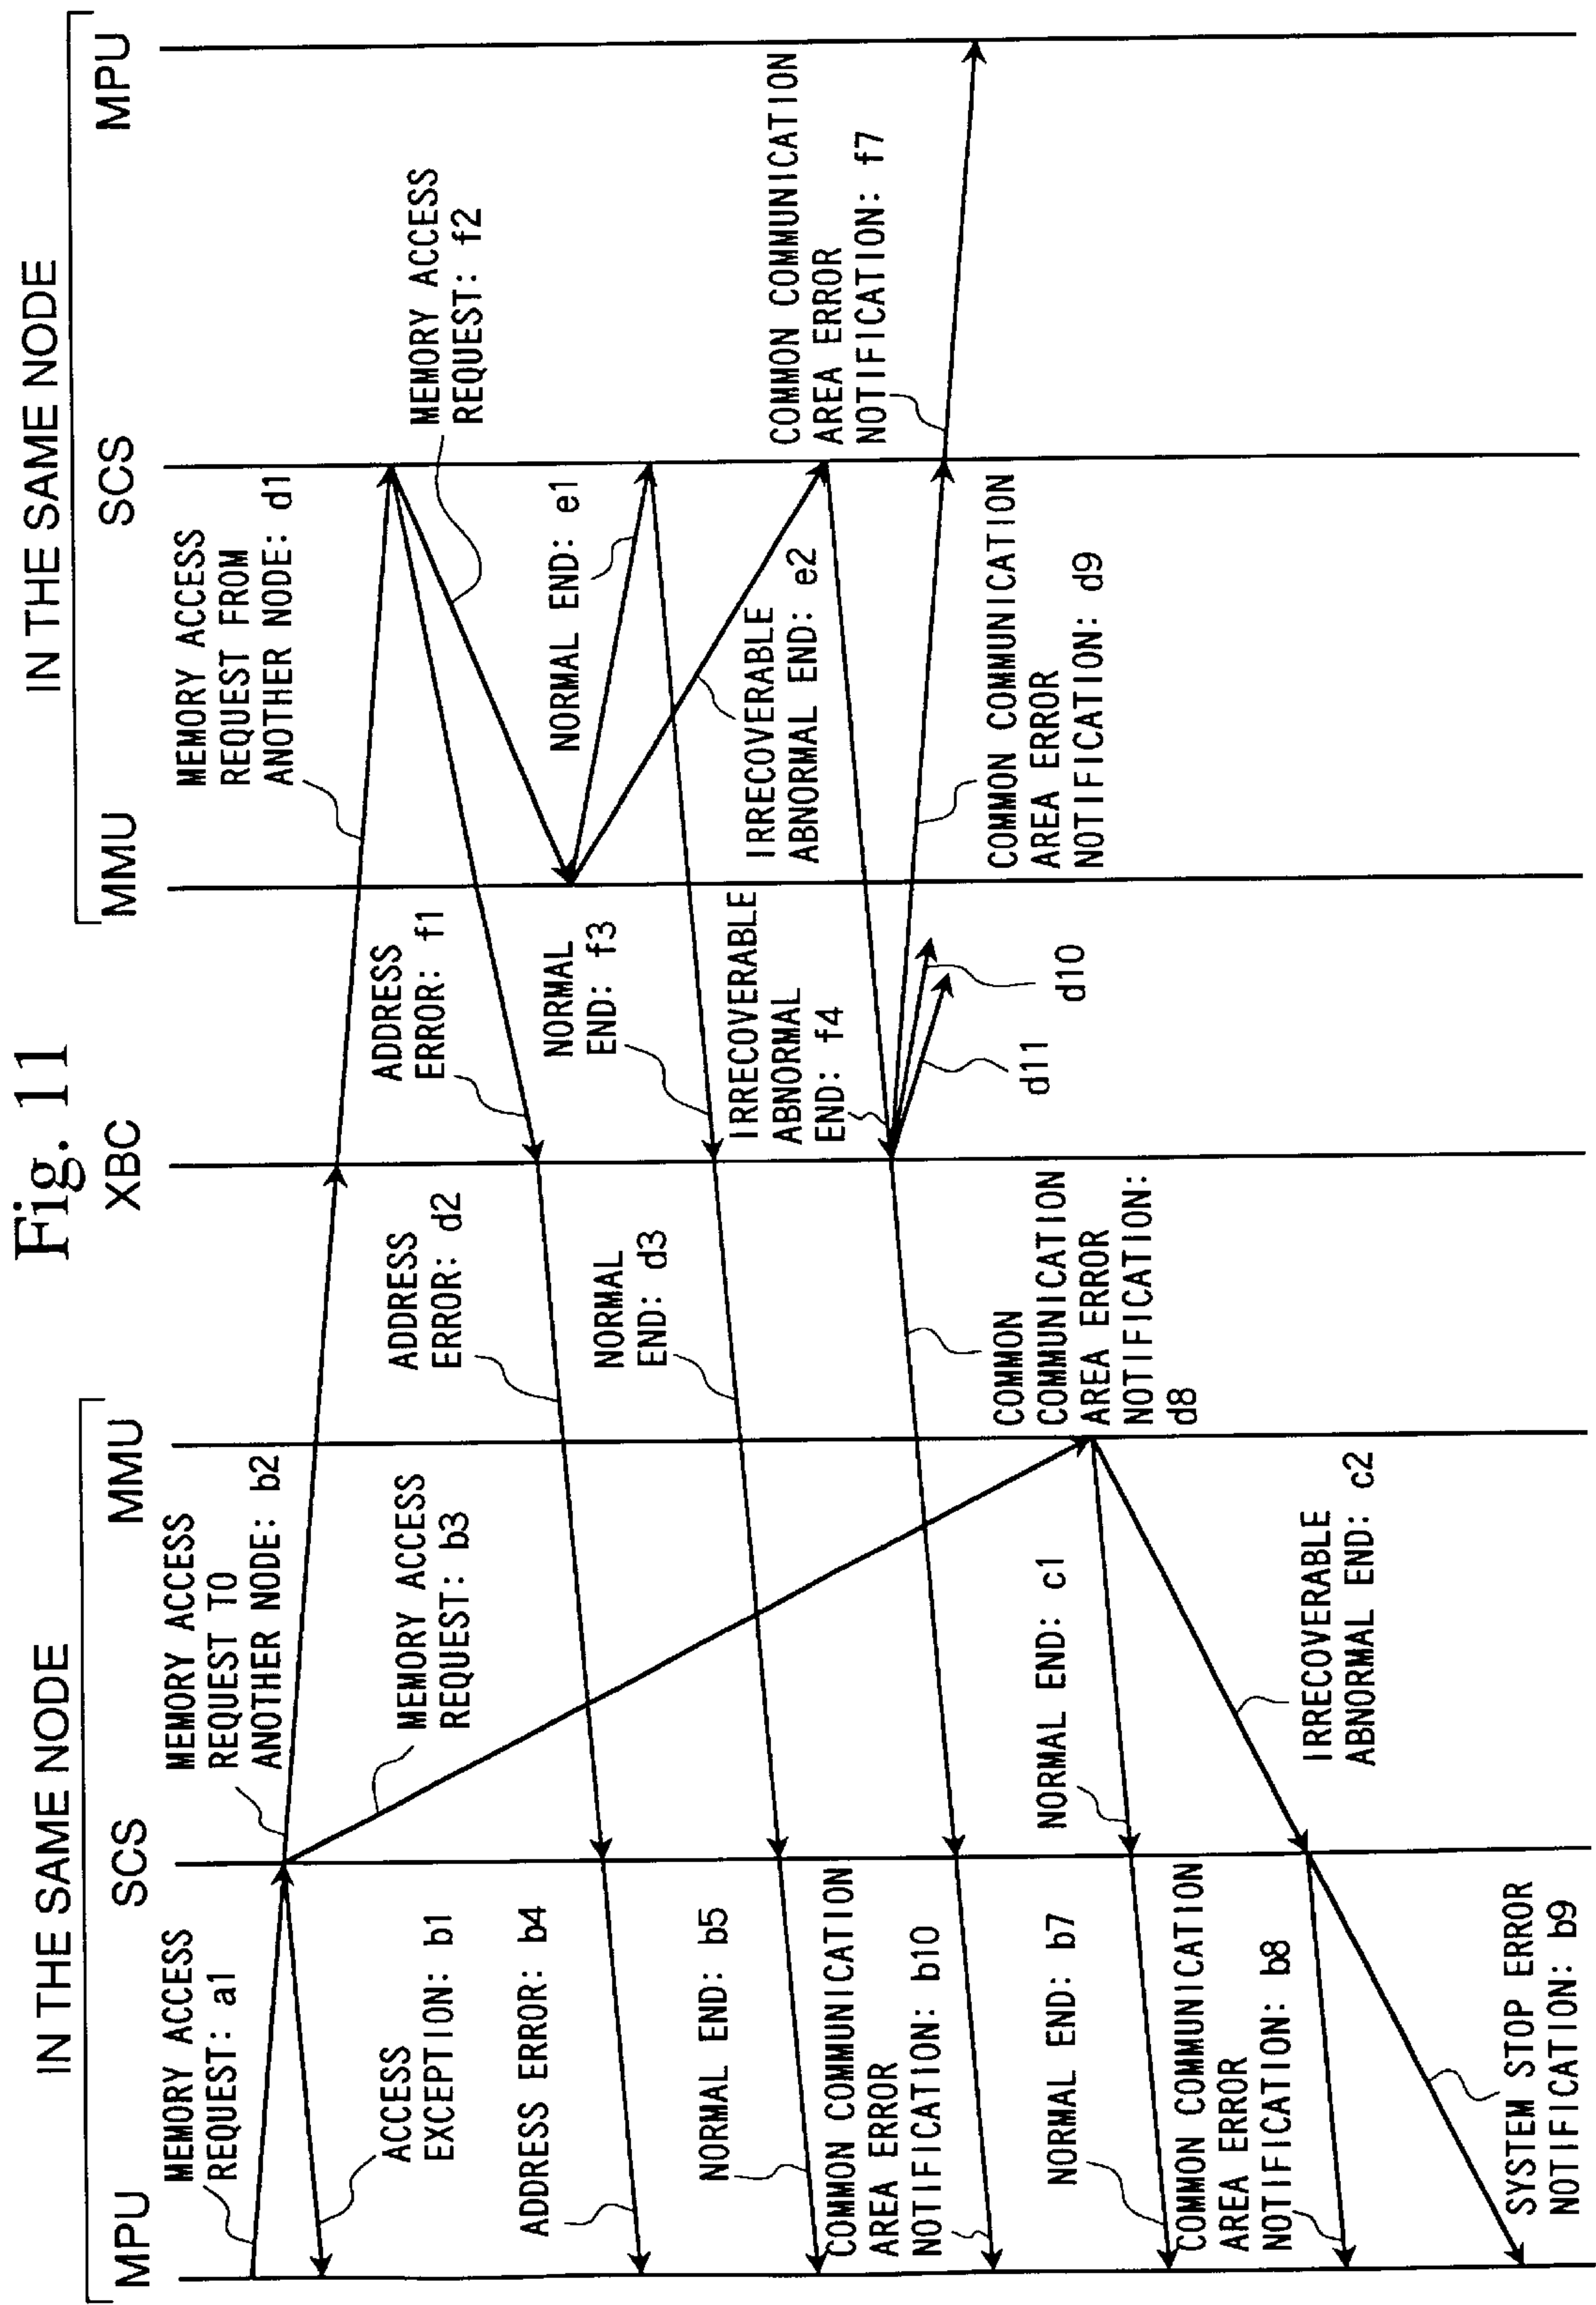 Fig. 11
IN THE SAME NODE
IN THE SAME NODE
MPU
SCS
MMU
XBC
MMU
SCS
MPU
MEMORY ACCESS
REQUEST: a1
MEMORY ACCESS
REQUEST TO
ANOTHER NODE: b2
MEMORY ACCESS
REQUEST FROM
ANOTHER NODE: d1
ACCESS
EXCEPTION: b1
MEMORY ACCESS
REQUEST: b3
ADDRESS
ERROR: d2
ADDRESS
ERROR: f1
MEMORY ACCESS
REQUEST: f2
ADDRESS ERROR: b4
NORMAL
END: d3
NORMAL
END: f3
NORMAL END: e1
NORMAL END: b5
IRRECOVERABLE
ABNORMAL
END: f4
IRRECOVERABLE
ABNORMAL END: e2
COMMON COMMUNICATION
AREA ERROR
NOTIFICATION: f7
COMMON COMMUNICATION
AREA ERROR
NOTIFICATION: b10
COMMON
COMMUNICATION
AREA ERROR
NOTIFICATION:
d8
d11
d10
COMMON COMMUNICATION
AREA ERROR
NOTIFICATION: d9
NORMAL END: b7
NORMAL END: c1
COMMON COMMUNICATION
AREA ERROR
NOTIFICATION: b8
IRRECOVERABLE
ABNORMAL END: c2
SYSTEM STOP ERROR
NOTIFICATION: b9